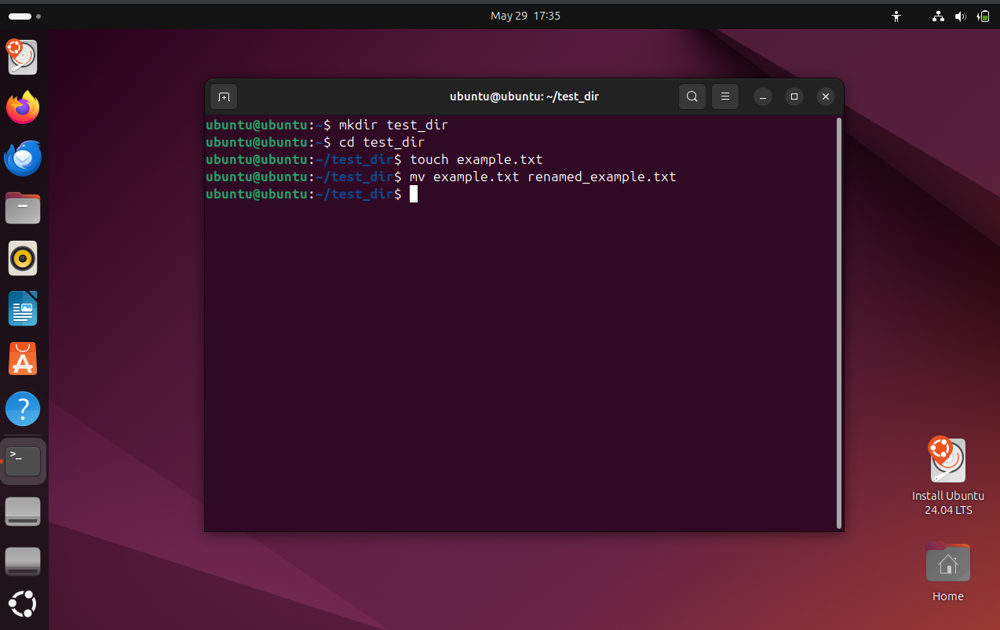 May 29 17:35
ubuntu@ubuntu: ~/test_dir
ubuntu@ubuntu:~$ mkdir test_dir
ubuntu@ubuntu:~$ cd test_dir
ubuntu@ubuntu:~/test_dir$ touch example.txt
ubuntu@ubuntu:~/test_dir$ mv example.txt renamed_example.txt
ubuntu@ubuntu:~/test_dir$
>_
?
Install Ubuntu
24.04 LTS
Home